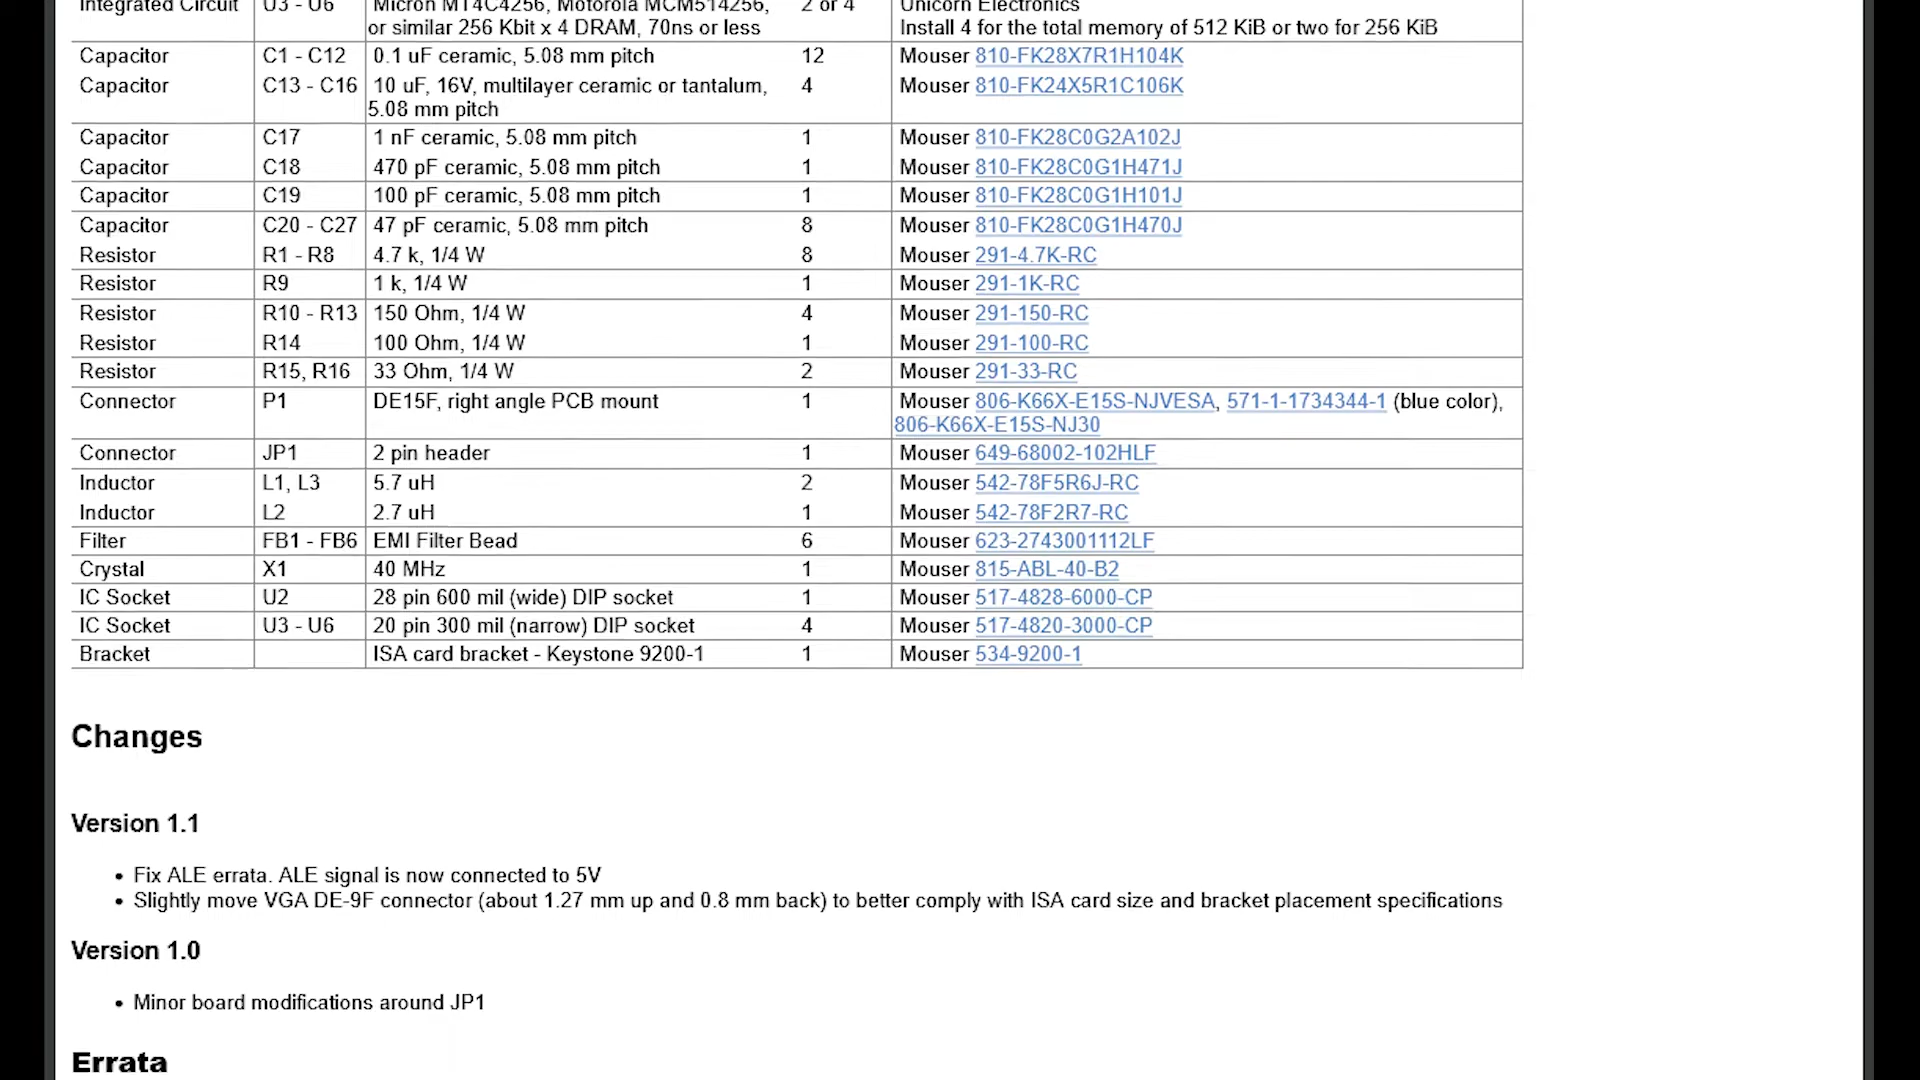 Integrated Circuit U3 - U6 Micron MT4C4256, Motorola MCM514256, 2 or 4 Unicorn Electronics
or similar 256 Kbit x 4 DRAM, 70ns or less Install 4 for the total memory of 512 KiB or two for 256 KiB
Capacitor C1 - C12 0.1 uF ceramic, 5.08 mm pitch 12 Mouser 810-FK28X7R1H104K
Capacitor C13 - C16 10 uF, 16V, multilayer ceramic or tantalum, 4 Mouser 810-FK24X5R1C106K
5.08 mm pitch
Capacitor C17 1 nF ceramic, 5.08 mm pitch 1 Mouser 810-FK28C0G2A102J
Capacitor C18 470 pF ceramic, 5.08 mm pitch 1 Mouser 810-FK28C0G1H471J
Capacitor C19 100 pF ceramic, 5.08 mm pitch 1 Mouser 810-FK28C0G1H101J
Capacitor C20 - C27 47 pF ceramic, 5.08 mm pitch 8 Mouser 810-FK28C0G1H470J
Resistor R1 - R8 4.7 k, 1/4 W 8 Mouser 291-4.7K-RC
Resistor R9 1 k, 1/4 W 1 Mouser 291-1K-RC
Resistor R10 - R13 150 Ohm, 1/4 W 4 Mouser 291-150-RC
Resistor R14 100 Ohm, 1/4 W 1 Mouser 291-100-RC
Resistor R15, R16 33 Ohm, 1/4 W 2 Mouser 291-33-RC
Connector P1 DE15F, right angle PCB mount 1 Mouser 806-K66X-E15S-NJVESA, 571-1-1734344-1 (blue color),
806-K66X-E15S-NJ30
Connector JP1 2 pin header 1 Mouser 649-68002-102HLF
Inductor L1, L3 5.7 uH 2 Mouser 542-78F5R6J-RC
Inductor L2 2.7 uH 1 Mouser 542-78F2R7-RC
Filter FB1 - FB6 EMI Filter Bead 6 Mouser 623-2743001112LF
Crystal X1 40 MHz 1 Mouser 815-ABL-40-B2
IC Socket U2 28 pin 600 mil (wide) DIP socket 1 Mouser 517-4828-6000-CP
IC Socket U3 - U6 20 pin 300 mil (narrow) DIP socket 4 Mouser 517-4820-3000-CP
Bracket ISA card bracket - Keystone 9200-1 1 Mouser 534-9200-1
Changes
Version 1.1
• Fix ALE errata. ALE signal is now connected to 5V
• Slightly move VGA DE-9F connector (about 1.27 mm up and 0.8 mm back) to better comply with ISA card size and bracket placement specifications
Version 1.0
• Minor board modifications around JP1
Errata